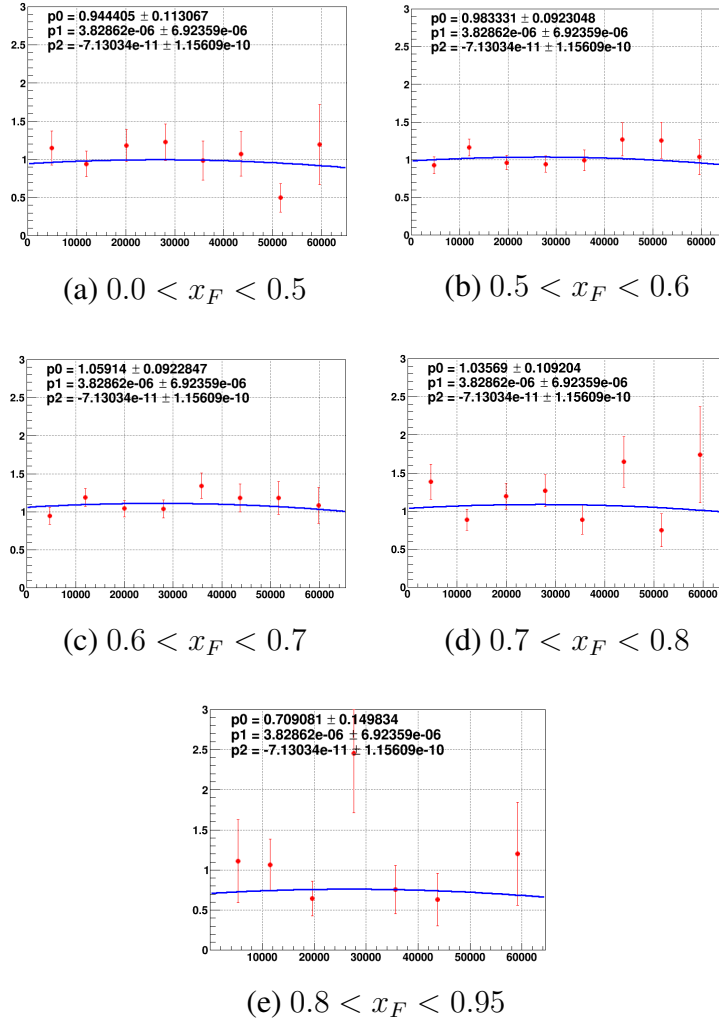 p0 = 0.944405 ± 0.113067
p1 = 3.82862e-06 ± 6.92359e-06
p2 = -7.13034e-11 ± 1.15609e-10
3
2.5
2
1.5
1
0.5
0
0 10000 20000 30000 40000 50000 60000
(a) 0.0 < x_F < 0.5
p0 = 0.983331 ± 0.0923048
p1 = 3.82862e-06 ± 6.92359e-06
p2 = -7.13034e-11 ± 1.15609e-10
3
2.5
2
1.5
1
0.5
0
0 10000 20000 30000 40000 50000 60000
(b) 0.5 < x_F < 0.6
p0 = 1.05914 ± 0.0922847
p1 = 3.82862e-06 ± 6.92359e-06
p2 = -7.13034e-11 ± 1.15609e-10
3
2.5
2
1.5
1
0.5
0
0 10000 20000 30000 40000 50000 60000
(c) 0.6 < x_F < 0.7
p0 = 1.03569 ± 0.109204
p1 = 3.82862e-06 ± 6.92359e-06
p2 = -7.13034e-11 ± 1.15609e-10
3
2.5
2
1.5
1
0.5
0
0 10000 20000 30000 40000 50000 60000
(d) 0.7 < x_F < 0.8
p0 = 0.709081 ± 0.149834
p1 = 3.82862e-06 ± 6.92359e-06
p2 = -7.13034e-11 ± 1.15609e-10
3
2.5
2
1.5
1
0.5
0
10000 20000 30000 40000 50000 60000
(e) 0.8 < x_F < 0.95